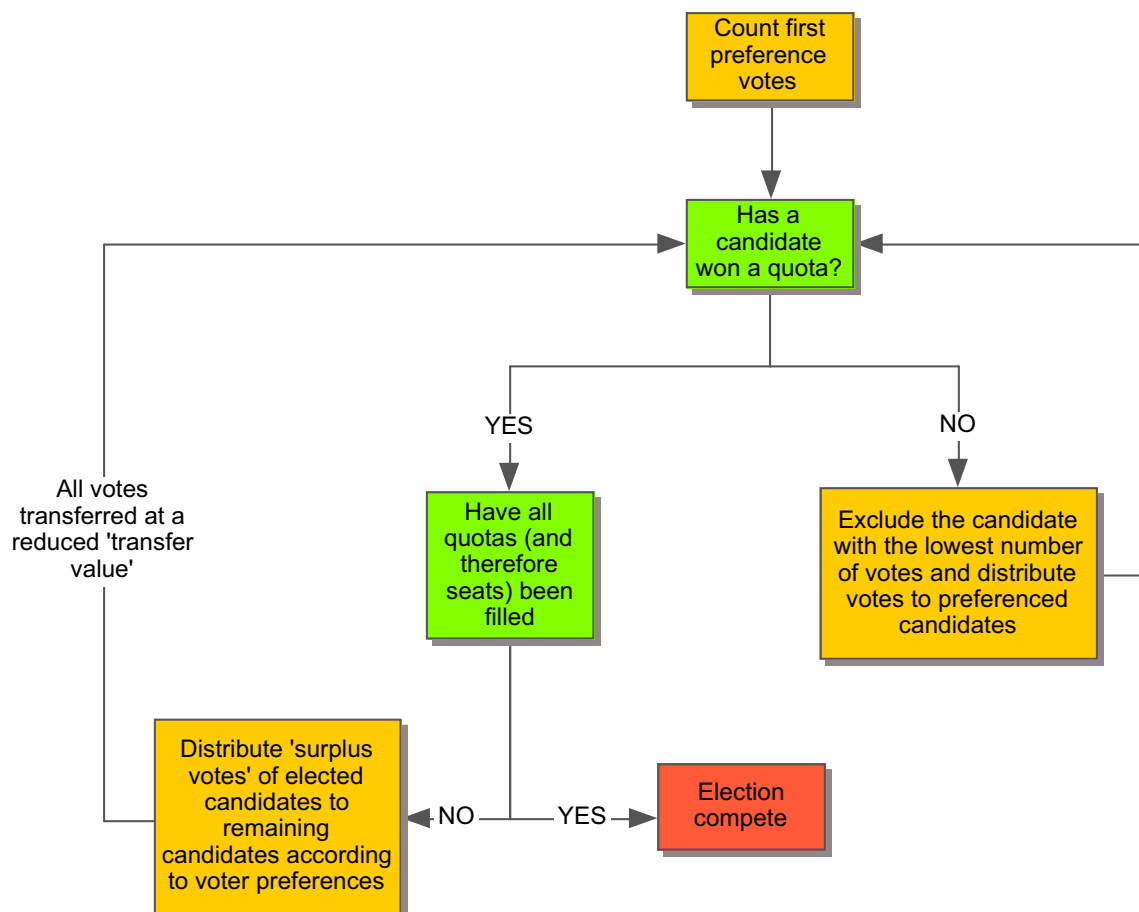 Count first
preference
votes
Has a
candidate
won a quota?
YES
NO
All votes
transferred at a
reduced 'transfer
value'
Have all
quotas (and
therefore
seats) been
filled
Exclude the candidate
with the lowest number
of votes and distribute
votes to preferenced
candidates
Distribute 'surplus
votes' of elected
candidates to
remaining
candidates according
to voter preferences
NO
YES
Election
compete